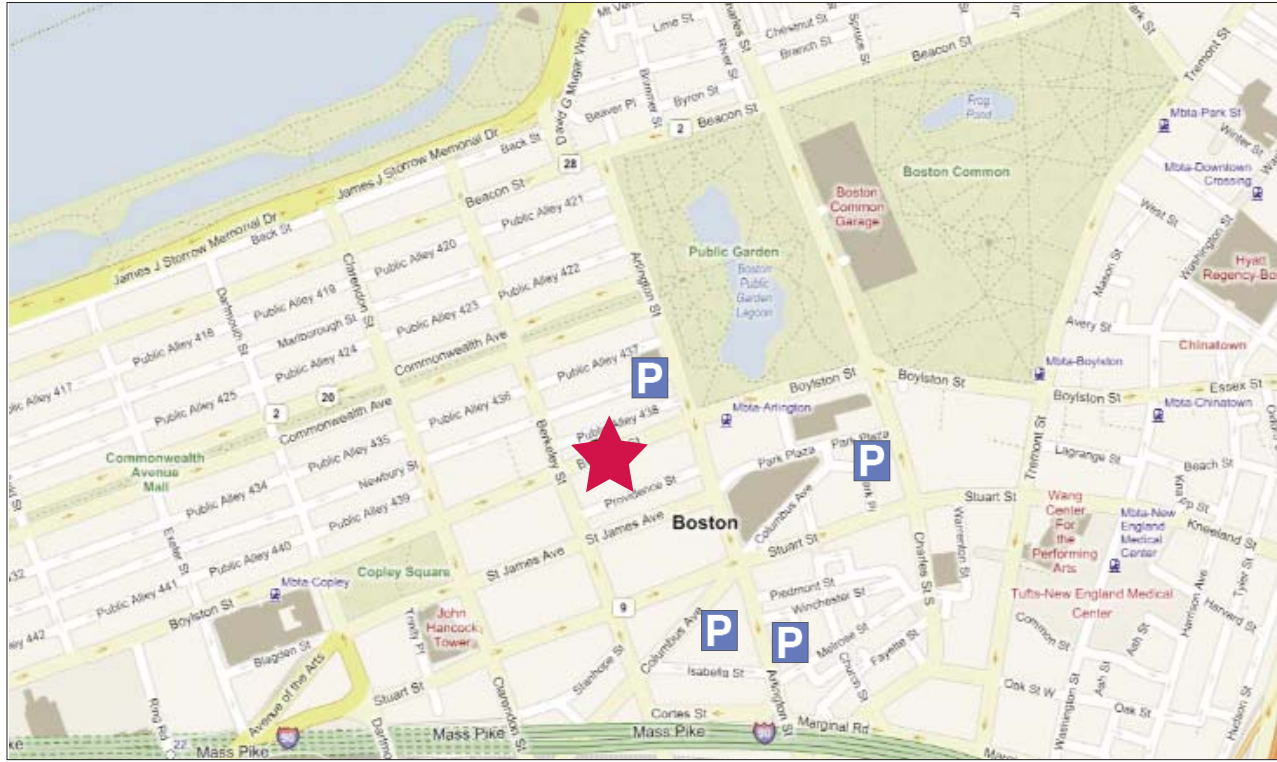 Mt Ver
Lime St
Chestnut St
Branch St
Charles St
River St
Spruce St
Beacon St
Park St
Tremont St
David G Mugar Way
Brimmer St
Beaver Pl
Byron St
2
Beacon St
Frog
Pond
Mbta-Park St
Winter St
Mbta-Downtown
Crossing
James J Storrow Memorial Dr
Back St
28
Boston Common
Boston
Common
Garage
West St
Washington St
Beacon St
Public Alley 421
Public Garden
Boston
Public
Garden
Lagoon
Hyatt
Regency-Bo
Mason St
James J Storrow Memorial Dr
Back St
Public Alley 420
Public Alley 422
Arlington St
Clarendon St
Dartmouth St
Public Alley 419
Public Alley 423
Marlborough St
Public Alley 418
Public Alley 424
Commonwealth Ave
Public Alley 437
Avery St
Chinatown
Mbta-Boylston
P
Boylston St
Boylston St
Boylston St
Essex St
Alley 417
Public Alley 425
20
2
Commonwealth Ave
Public Alley 436
Public Alley 438
Mbta-Arlington
Mbta-Chinatown
Park Plaza
Park Plaza
P
Berkeley St
Public Alley 435
Commonwealth
Avenue
Mall
Newbury St
Public Alley 434
Public Alley 439
Providence St
Tremont St
Lagrange St
Beach St
Stuart St
Wang
Center
For the
Performing
Arts
Mbta-New
England
Medical
Center
Kneeland St
St James Ave
Boston
Columbus Ave
Stuart St
Warrenton St
Exeter St
Public Alley 440
Copley Square
St James Ave
Charles St S
Tyler St
432
Public Alley 441
Mbta-Copley
Boylston St
Piedmont St
Winchester St
Tufts-New England Medical
Center
Harrison Ave
Harvard St
9
Trinity Pl
John
Hancock
Tower
P
P
Columbus Ave
Melrose St
Fayette St
Church St
Common St
Ash St
442
Blagden St
Stanhope St
Isabella St
Arlington St
Avenue of the Arts
Stuart St
Clarendon St
Oak St W
Ash St
Oak St
Washington St
Hudson St
Ring Rd
22
90
Cortes St
Marginal Rd
Mass Pike
Mass Pike
Mass Pike
90